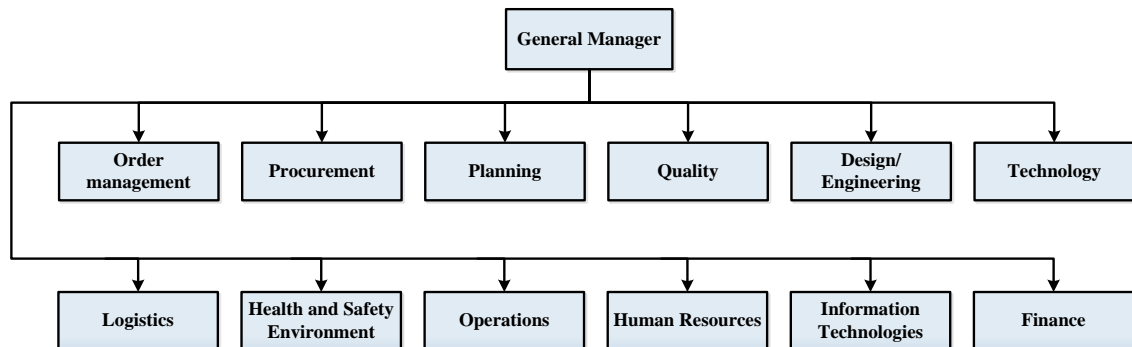 General Manager
Order
management
Procurement
Planning
Quality
Design/
Engineering
Technology
Logistics
Health and Safety
Environment
Operations
Human Resources
Information
Technologies
Finance